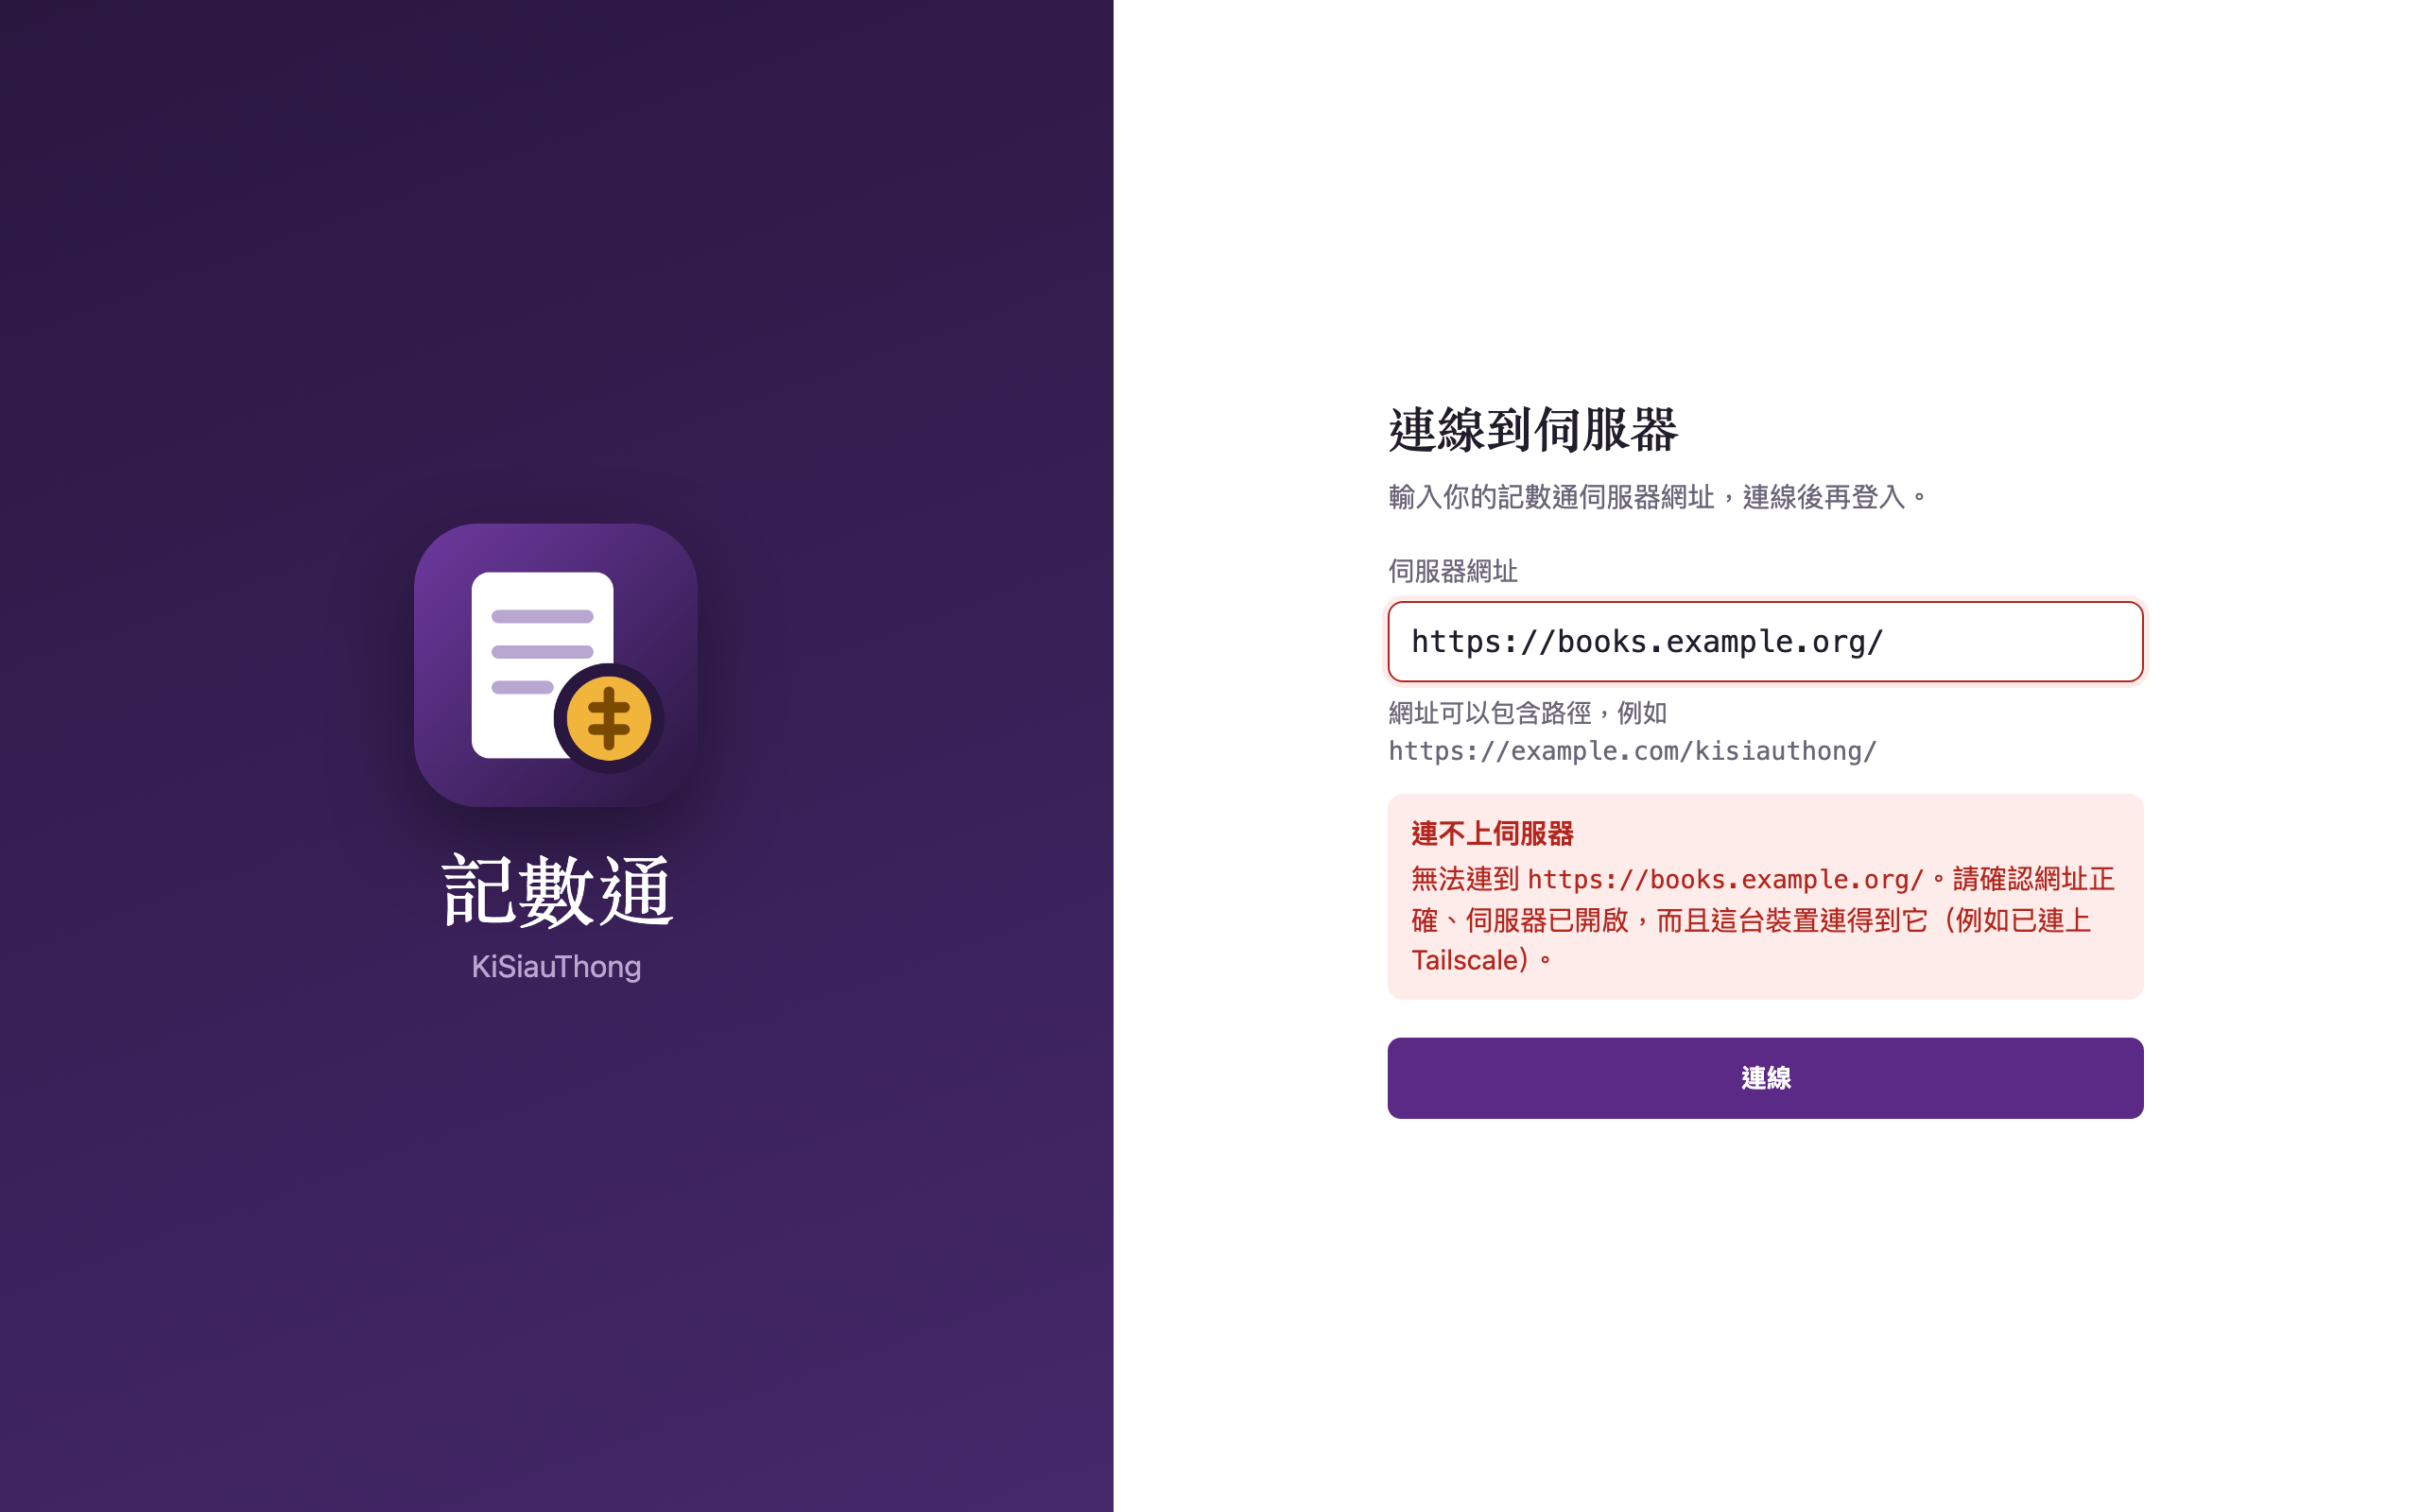 記數通
KiSiauThong
連線到伺服器
輸入你的記數通伺服器網址，連線後再登入。
伺服器網址
https://books.example.org/
網址可以包含路徑，例如
https://example.com/kisiauthong/
連不上伺服器
無法連到 https://books.example.org/。請確認網址正
確、伺服器已開啟，而且這台裝置連得到它（例如已連上
Tailscale）。
連線